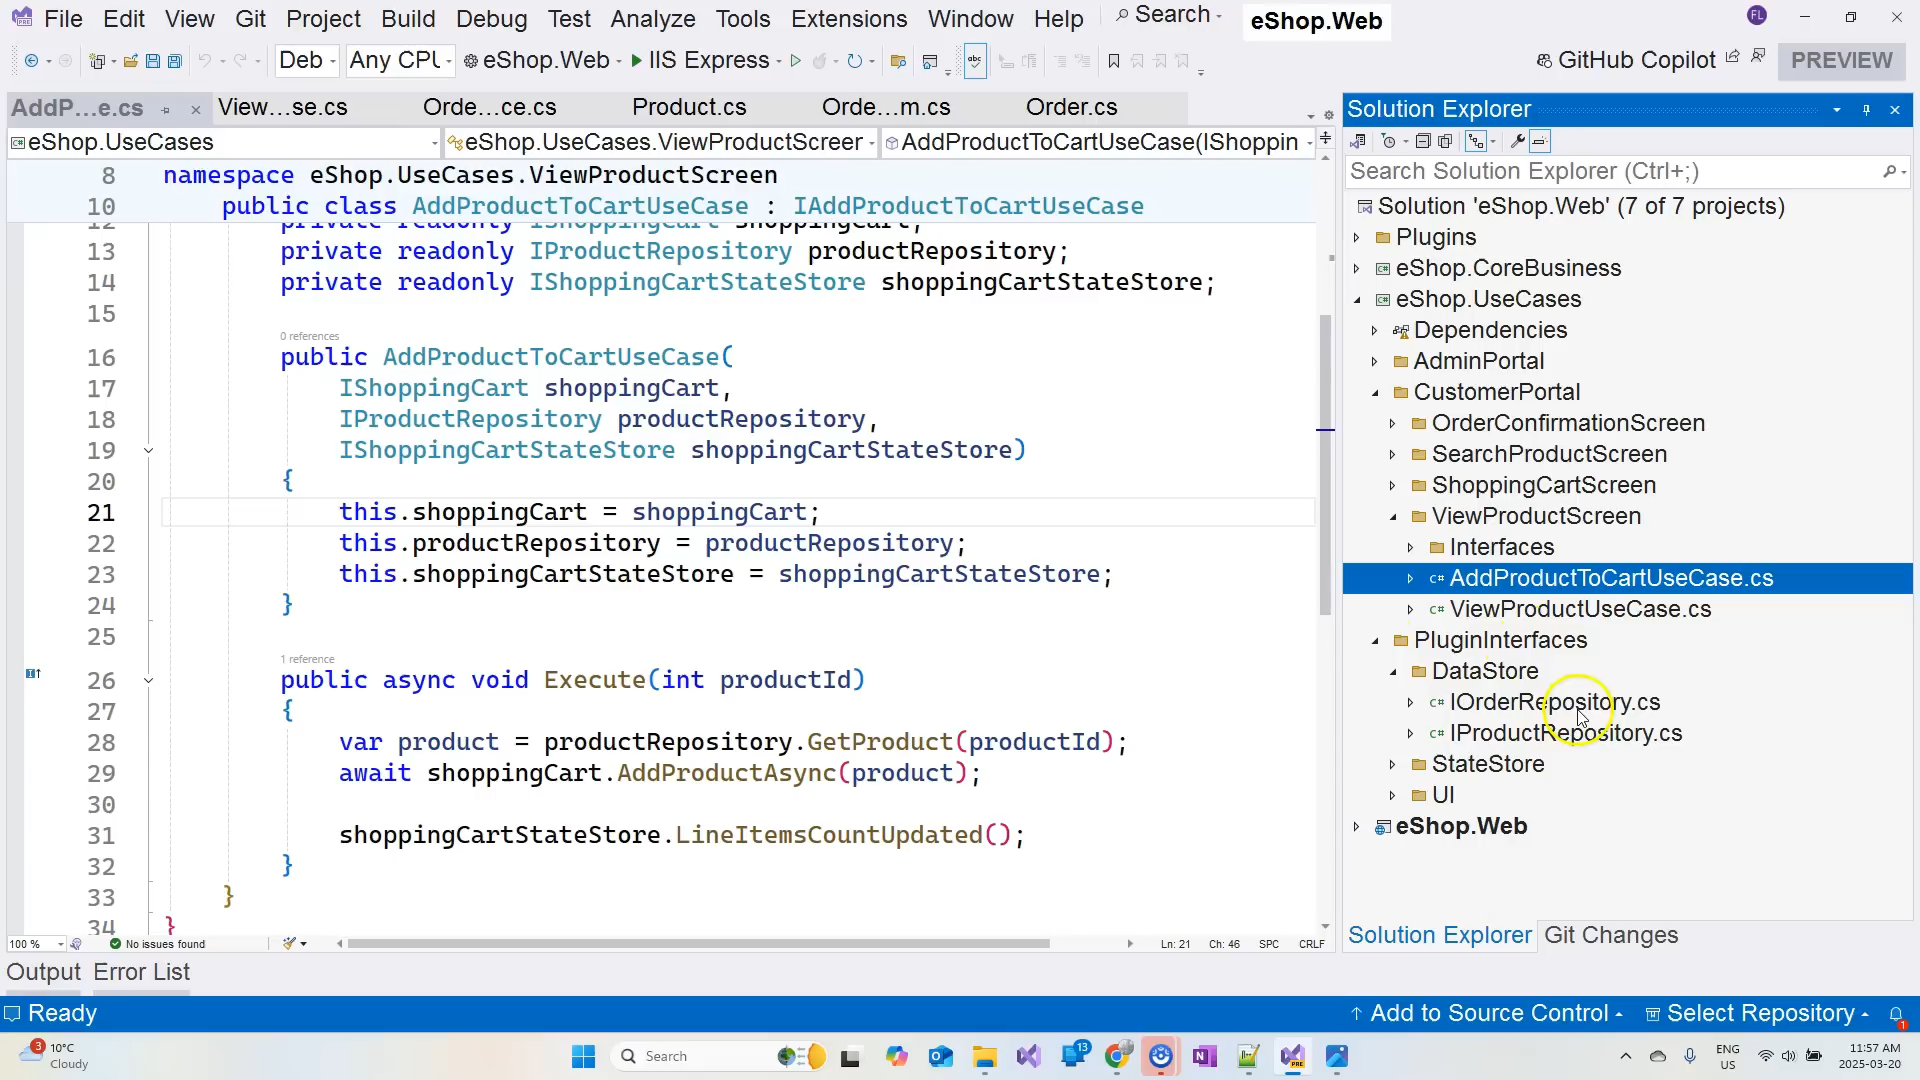 File Edit View Git Project Build Debug Test Analyze Tools Extensions Window Help Search eShop.Web FL
Deb Any CPU eShop.Web IIS Express abc GitHub Copilot PREVIEW
AddP...e.cs View...se.cs Orde...ce.cs Product.cs Orde...m.cs Order.cs
eShop.UseCases eShop.UseCases.ViewProductScreen AddProductToCartUseCase(IShoppin
8 namespace eShop.UseCases.ViewProductScreen
10 public class AddProductToCartUseCase : IAddProductToCartUseCase
private readonly IShoppingCart shoppingCart;
13 private readonly IProductRepository productRepository;
14 private readonly IShoppingCartStateStore shoppingCartStateStore;
15
0 references
16 public AddProductToCartUseCase(
17 IShoppingCart shoppingCart,
18 IProductRepository productRepository,
19 IShoppingCartStateStore shoppingCartStateStore)
20 {
21 this.shoppingCart = shoppingCart;
22 this.productRepository = productRepository;
23 this.shoppingCartStateStore = shoppingCartStateStore;
24 }
25
1 reference
26 public async void Execute(int productId)
27 {
28 var product = productRepository.GetProduct(productId);
29 await shoppingCart.AddProductAsync(product);
30
31 shoppingCartStateStore.LineItemsCountUpdated();
32 }
33 }
34 }
100 % No issues found Ln: 21 Ch: 46 SPC CRLF
Output Error List
Solution Explorer
Search Solution Explorer (Ctrl+;)
Solution 'eShop.Web' (7 of 7 projects)
Plugins
eShop.CoreBusiness
eShop.UseCases
Dependencies
AdminPortal
CustomerPortal
OrderConfirmationScreen
SearchProductScreen
ShoppingCartScreen
ViewProductScreen
Interfaces
AddProductToCartUseCase.cs
ViewProductUseCase.cs
PluginInterfaces
DataStore
IOrderRepository.cs
IProductRepository.cs
StateStore
UI
eShop.Web
Solution Explorer Git Changes
Ready Add to Source Control Select Repository 1
3 10°C
Cloudy
Search
13
ENG
US
11:57 AM
2025-03-20